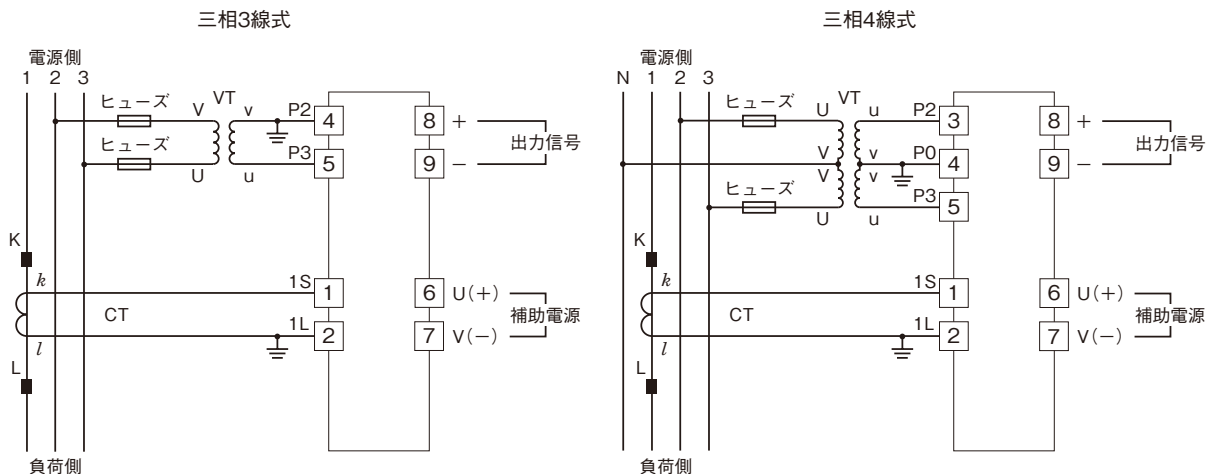 三相3線式
電源側
1 2 3
ヒューズ
V VT v P2 4
ヒューズ
U u P3 5
8 +
出力信号
9 −
K
k 1S 1
CT
l 1L 2
L
6 U(+)
補助電源
7 V(−)
負荷側
三相4線式
電源側
N 1 2 3
ヒューズ
U VT u P2 3
V v P0 4
V v
ヒューズ
U u P3 5
8 +
出力信号
9 −
K
k 1S 1
CT
l 1L 2
L
6 U(+)
補助電源
7 V(−)
負荷側